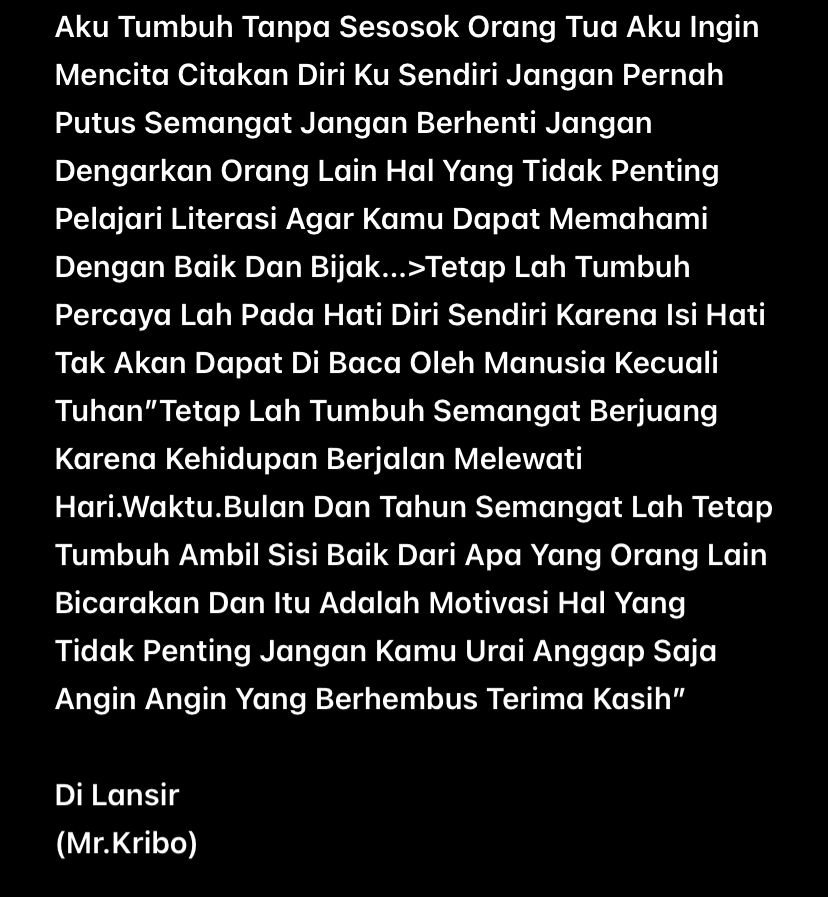 Aku Tumbuh Tanpa Sesosok Orang Tua Aku Ingin
Mencita Citakan Diri Ku Sendiri Jangan Pernah
Putus Semangat Jangan Berhenti Jangan
Dengarkan Orang Lain Hal Yang Tidak Penting
Pelajari Literasi Agar Kamu Dapat Memahami
Dengan Baik Dan Bijak...>Tetap Lah Tumbuh
Percaya Lah Pada Hati Diri Sendiri Karena Isi Hati
Tak Akan Dapat Di Baca Oleh Manusia Kecuali
Tuhan"Tetap Lah Tumbuh Semangat Berjuang
Karena Kehidupan Berjalan Melewati
Hari.Waktu.Bulan Dan Tahun Semangat Lah Tetap
Tumbuh Ambil Sisi Baik Dari Apa Yang Orang Lain
Bicarakan Dan Itu Adalah Motivasi Hal Yang
Tidak Penting Jangan Kamu Urai Anggap Saja
Angin Angin Yang Berhembus Terima Kasih"
Di Lansir
(Mr.Kribo)